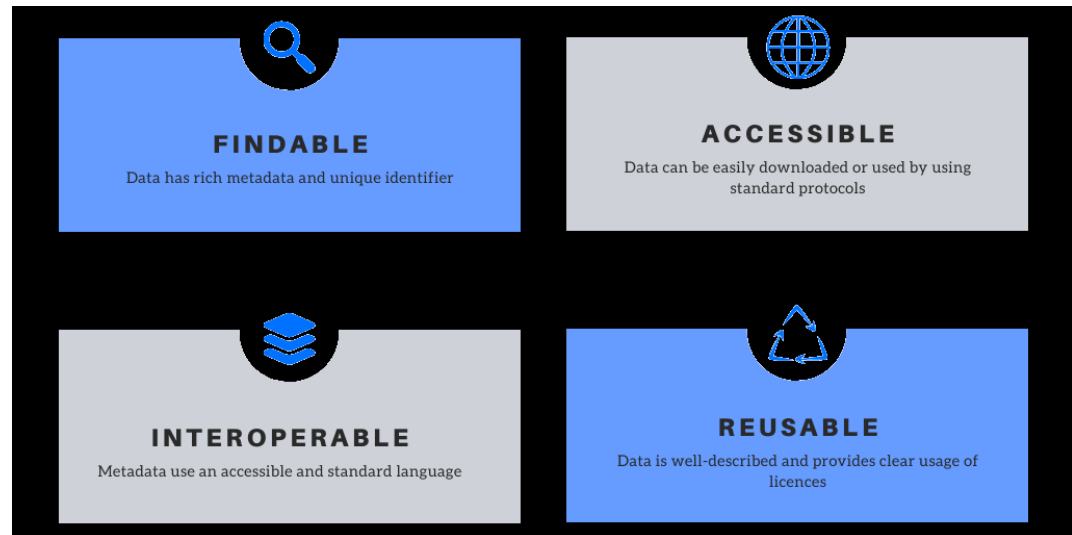 FINDABLE
Data has rich metadata and unique identifier
ACCESSIBLE
Data can be easily downloaded or used by using
standard protocols
INTEROPERABLE
Metadata use an accessible and standard language
REUSABLE
Data is well-described and provides clear usage of
licences